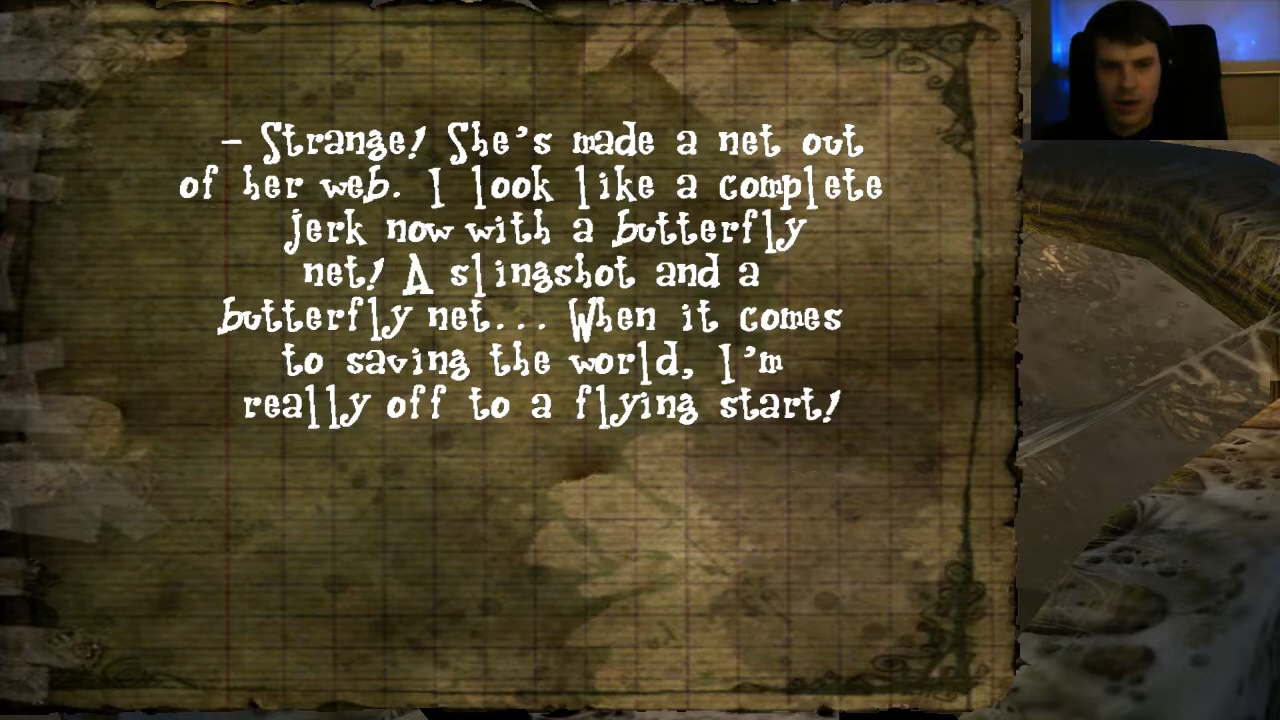 – Strange! She's made a net out
of her web. I look like a complete
jerk now with a butterfly
net! A slingshot and a
butterfly net... When it comes
to saving the world, I'm
really off to a flying start!